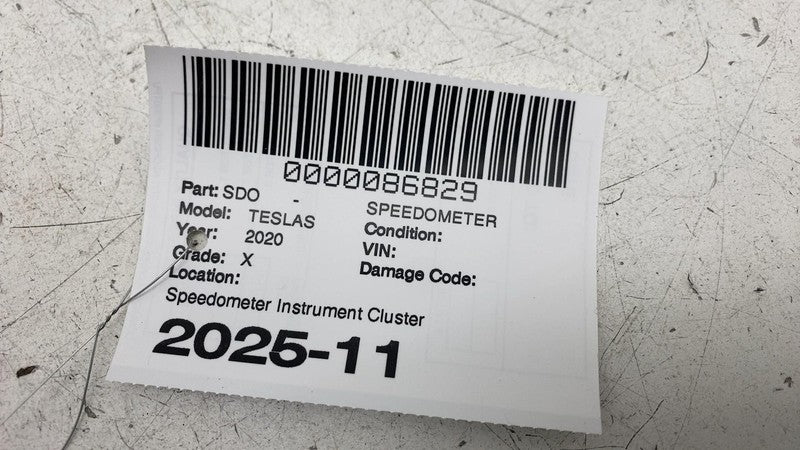 0000086829
Part: SDO - SPEEDOMETER
Model: TESLAS Condition:
Year: 2020 VIN:
Grade: X Damage Code:
Location:
Speedometer Instrument Cluster
2025-11